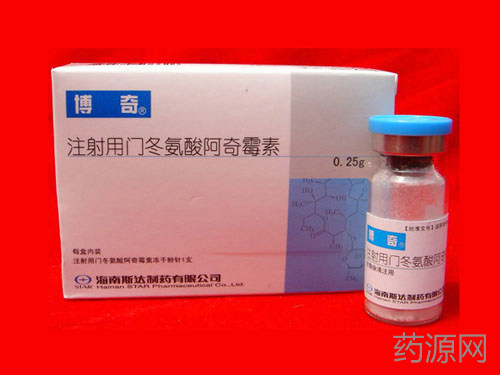 博奇®
注射用门冬氨酸阿奇霉素
0.25g
每盒内装
注射用门冬氨酸阿奇霉素冻干粉针1支
海南斯达制药有限公司
STAR Hainan STAR Pharmaceutical Co.,Ltd.
博奇
注射用门冬氨酸阿奇
海南斯达制药有限公司
药源网